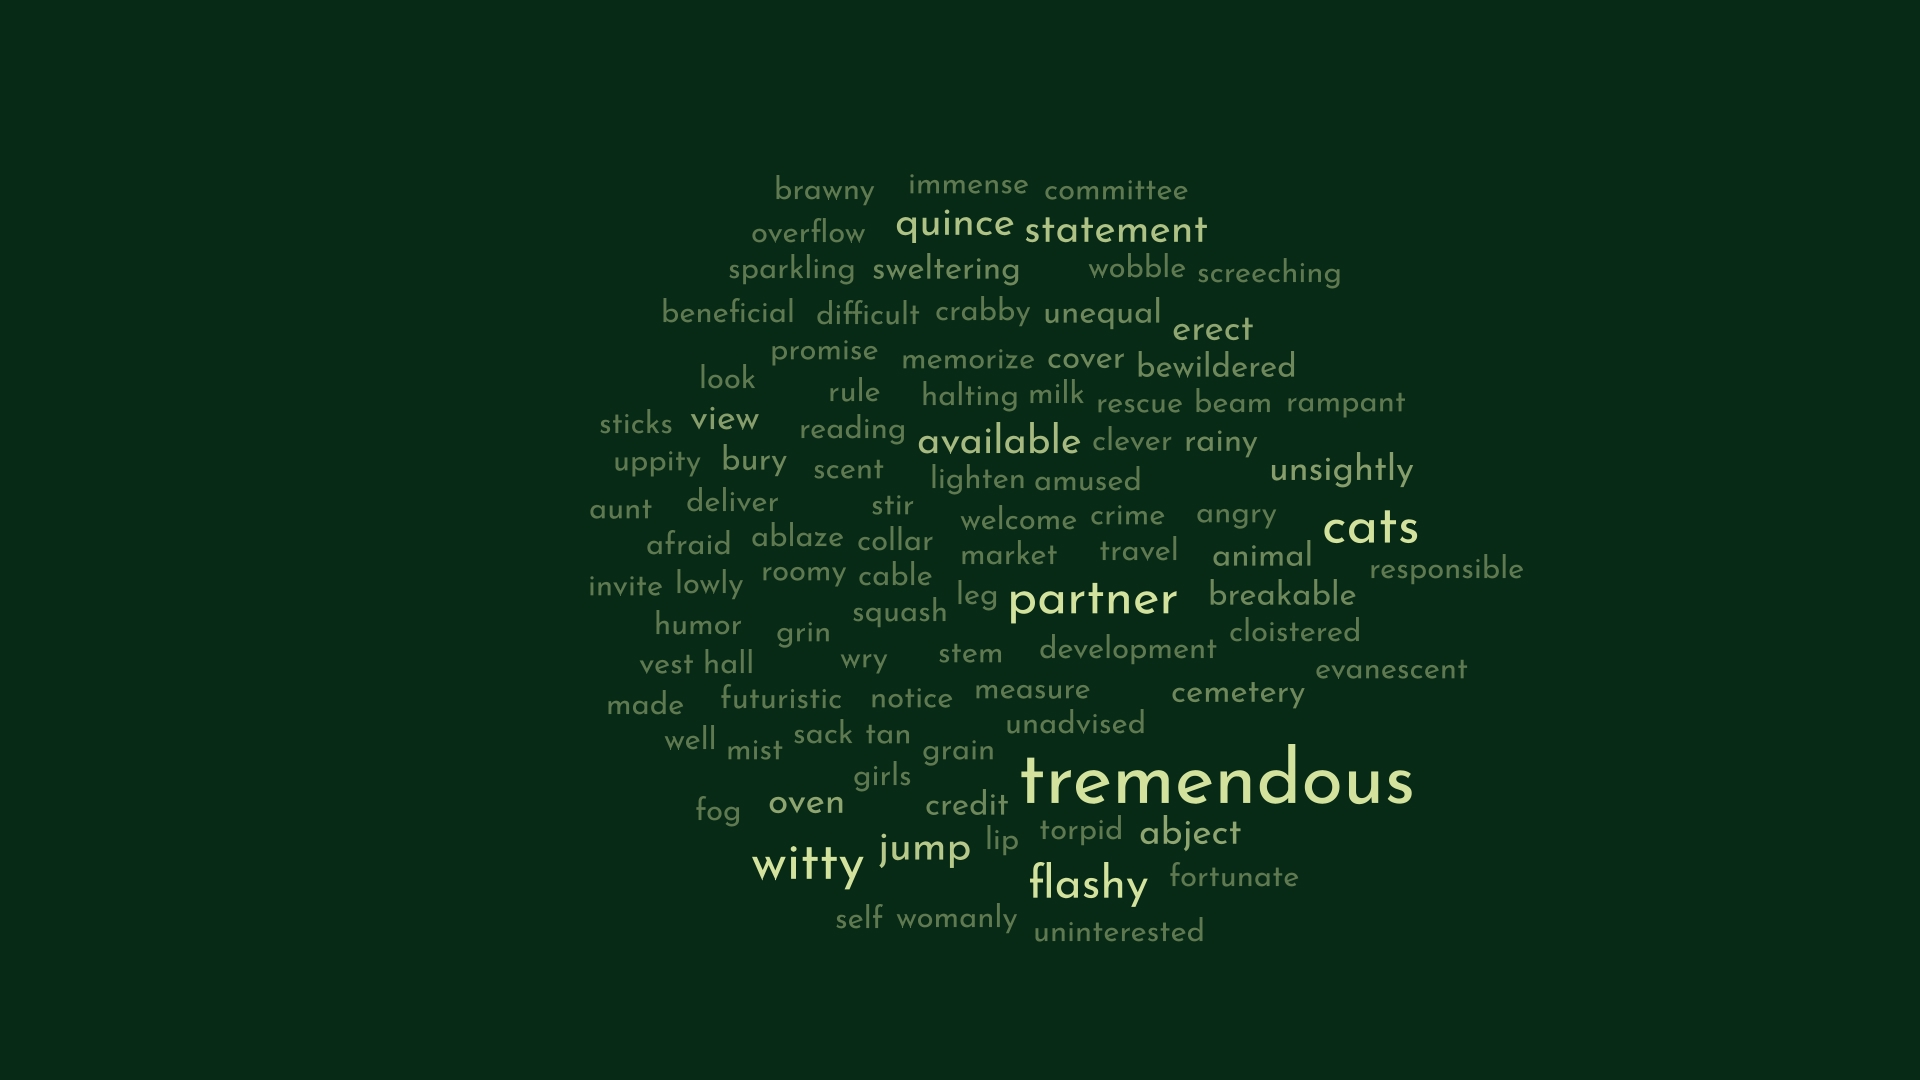 brawny immense committee
overflow quince statement
sparkling sweltering wobble screeching
beneficial difficult crabby unequal erect
promise memorize cover bewildered
look rule halting milk rescue beam rampant
sticks view reading available clever rainy
uppity bury scent lighten amused unsightly
aunt deliver stir welcome crime angry cats
afraid ablaze collar market travel animal responsible
invite lowly roomy cable leg partner breakable
humor grin squash stem development cloistered
vest hall wry evanescent
made futuristic notice measure cemetery
well mist sack tan grain unadvised
girls tremendous
fog oven credit
witty jump lip torpid abject
flashy fortunate
self womanly uninterested